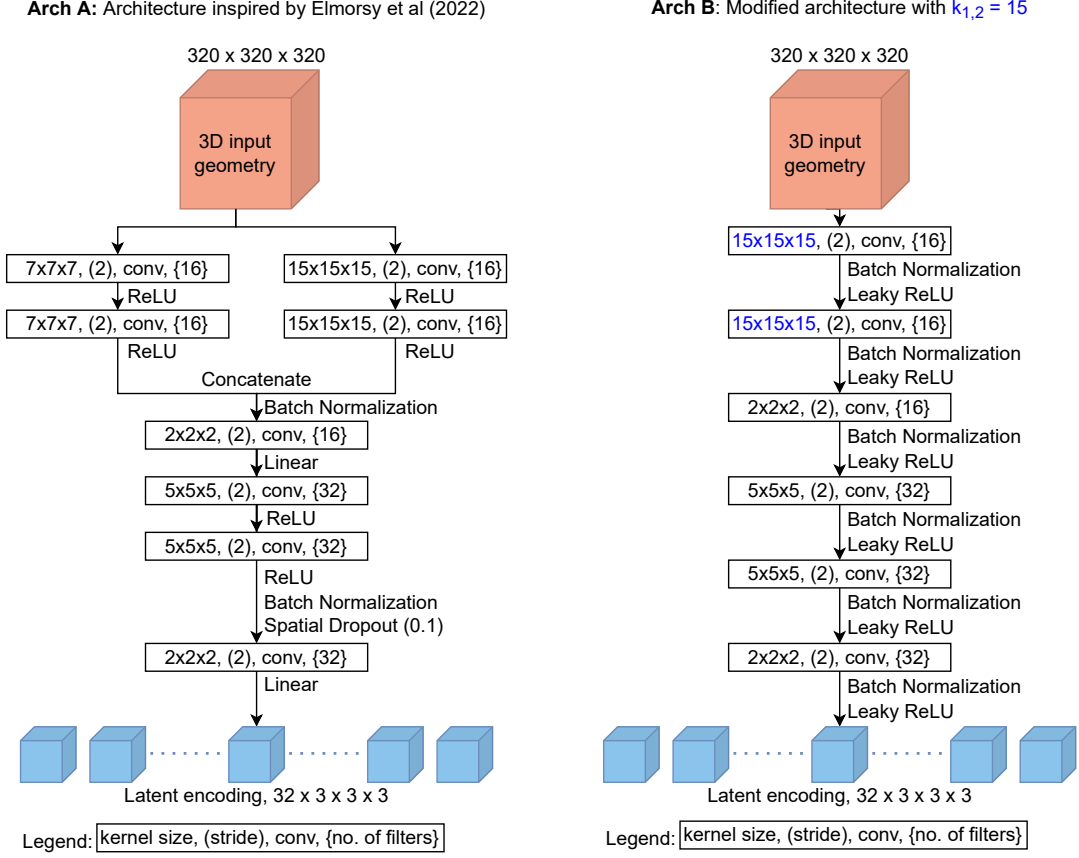 Arch A: Architecture inspired by Elmorsy et al (2022)
320 x 320 x 320
3D input
geometry
7x7x7, (2), conv, {16}
15x15x15, (2), conv, {16}
ReLU
ReLU
7x7x7, (2), conv, {16}
15x15x15, (2), conv, {16}
ReLU
ReLU
Concatenate
Batch Normalization
2x2x2, (2), conv, {16}
Linear
5x5x5, (2), conv, {32}
ReLU
5x5x5, (2), conv, {32}
ReLU
Batch Normalization
Spatial Dropout (0.1)
2x2x2, (2), conv, {32}
Linear
Latent encoding, 32 x 3 x 3 x 3
Legend: kernel size, (stride), conv, {no. of filters}
Arch B: Modified architecture with k1,2 = 15
320 x 320 x 320
3D input
geometry
15x15x15, (2), conv, {16}
Batch Normalization
Leaky ReLU
15x15x15, (2), conv, {16}
Batch Normalization
Leaky ReLU
2x2x2, (2), conv, {16}
Batch Normalization
Leaky ReLU
5x5x5, (2), conv, {32}
Batch Normalization
Leaky ReLU
5x5x5, (2), conv, {32}
Batch Normalization
Leaky ReLU
2x2x2, (2), conv, {32}
Batch Normalization
Leaky ReLU
Latent encoding, 32 x 3 x 3 x 3
Legend: kernel size, (stride), conv, {no. of filters}